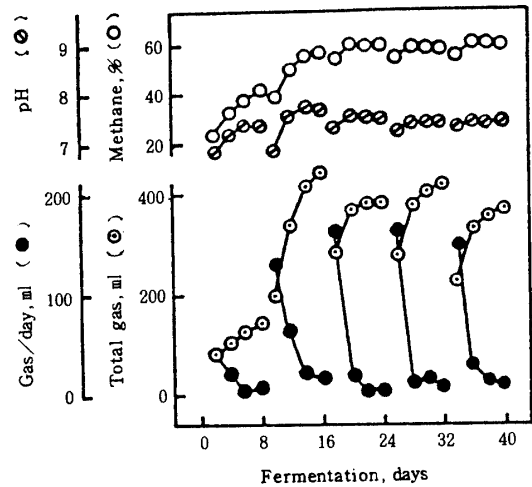 pH ( ⊘ )
9
8
7
Methane, % ( ○ )
60
40
20
Gas/day, ml ( ● )
200
100
0
Total gas, ml ( ⊙ )
400
200
0
0 8 16 24 32 40
Fermentation, days